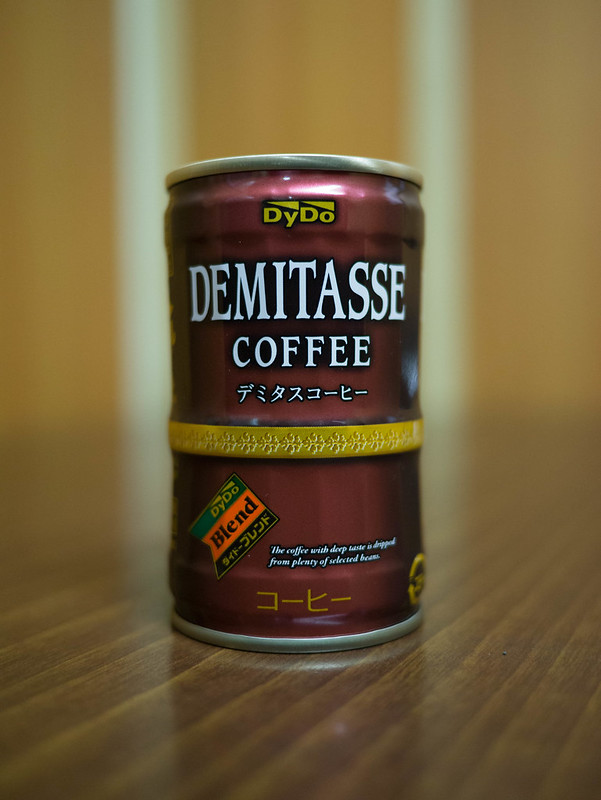 DyDo
DEMITASSE
COFFEE
デミタスコーヒー
DyDo
Blend
ダイドーブレンド
The coffee with deep taste is dripped
from plenty of selected beans.
コーヒー